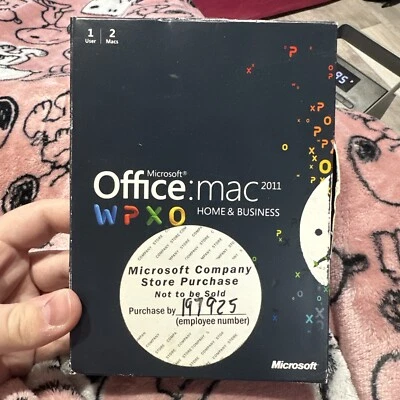 1 2
User Macs
Microsoft®
Office:mac 2011
W P X O HOME & BUSINESS
Microsoft Company
Store Purchase
Not to be Sold
Purchase by 197925
(employee number)
Microsoft